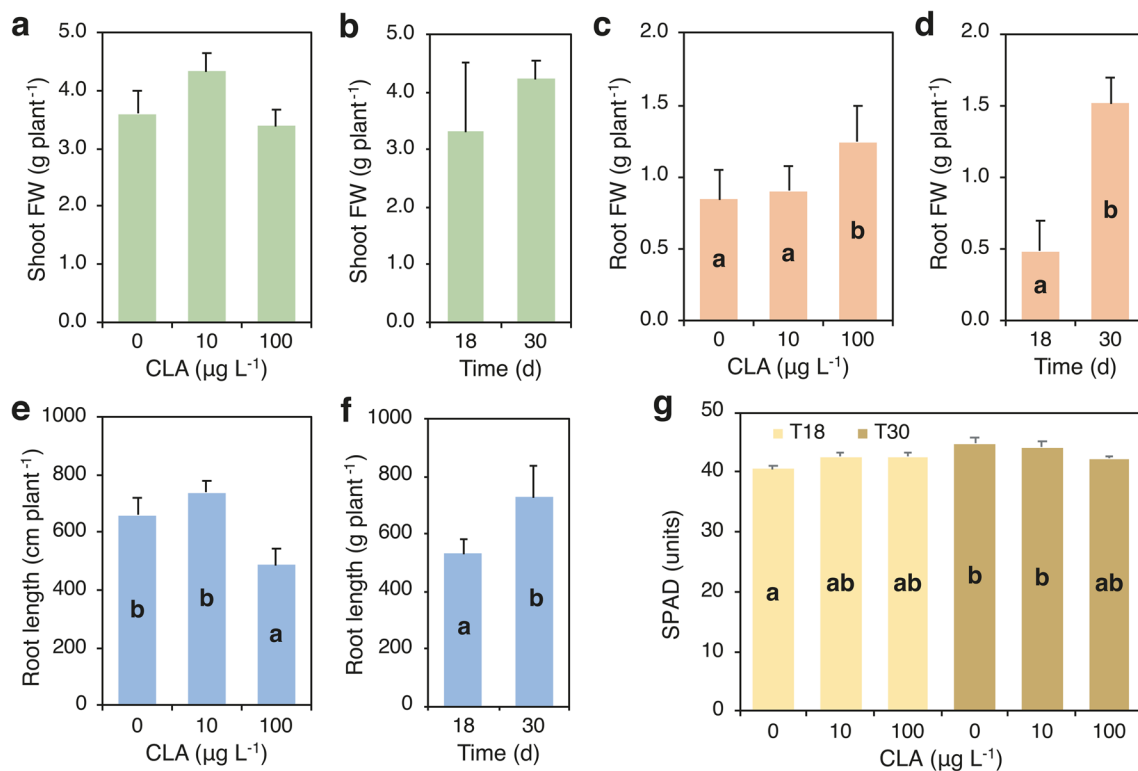 a
Shoot FW (g plant⁻¹)
5.0
4.0
3.0
2.0
1.0
0.0
0 10 100
CLA (µg L⁻¹)
b
Shoot FW (g plant⁻¹)
5.0
4.0
3.0
2.0
1.0
0.0
18 30
Time (d)
c
Root FW (g plant⁻¹)
2.0
1.5
1.0
0.5
0.0
a a b
0 10 100
CLA (µg L⁻¹)
d
Root FW (g plant⁻¹)
2.0
1.5
1.0
0.5
0.0
a b
18 30
Time (d)
e
Root length (cm plant⁻¹)
1000
800
600
400
200
0
b b a
0 10 100
CLA (µg L⁻¹)
f
Root length (g plant⁻¹)
1000
800
600
400
200
0
a b
18 30
Time (d)
g
SPAD (units)
50
40
30
20
10
0
T18 T30
a ab ab b b ab
0 10 100 0 10 100
CLA (µg L⁻¹)